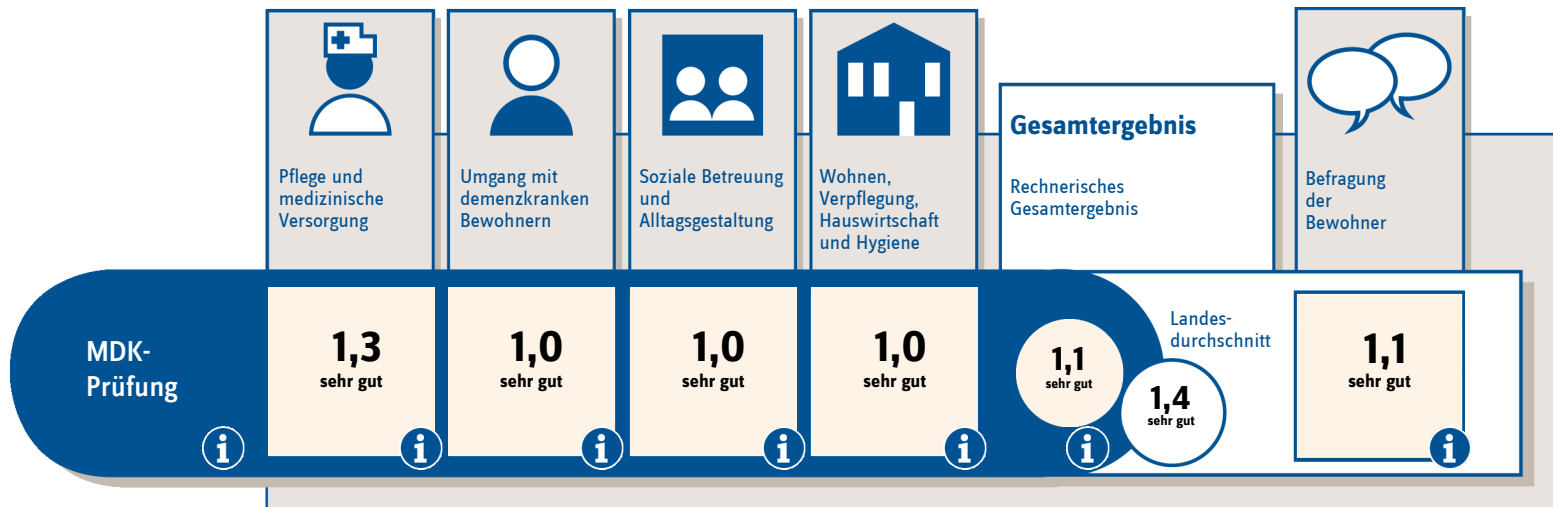 Pflege und
medizinische
Versorgung
Umgang mit
demenzkranken
Bewohnern
Soziale Betreuung
und
Alltagsgestaltung
Wohnen,
Verpflegung,
Hauswirtschaft
und Hygiene
Gesamtergebnis
Rechnerisches
Gesamtergebnis
Befragung
der
Bewohner
MDK-
Prüfung
i
1,3
sehr gut
i
1,0
sehr gut
i
1,0
sehr gut
i
1,0
sehr gut
i
1,1
sehr gut
i
Landes-
durchschnitt
1,4
sehr gut
1,1
sehr gut
i